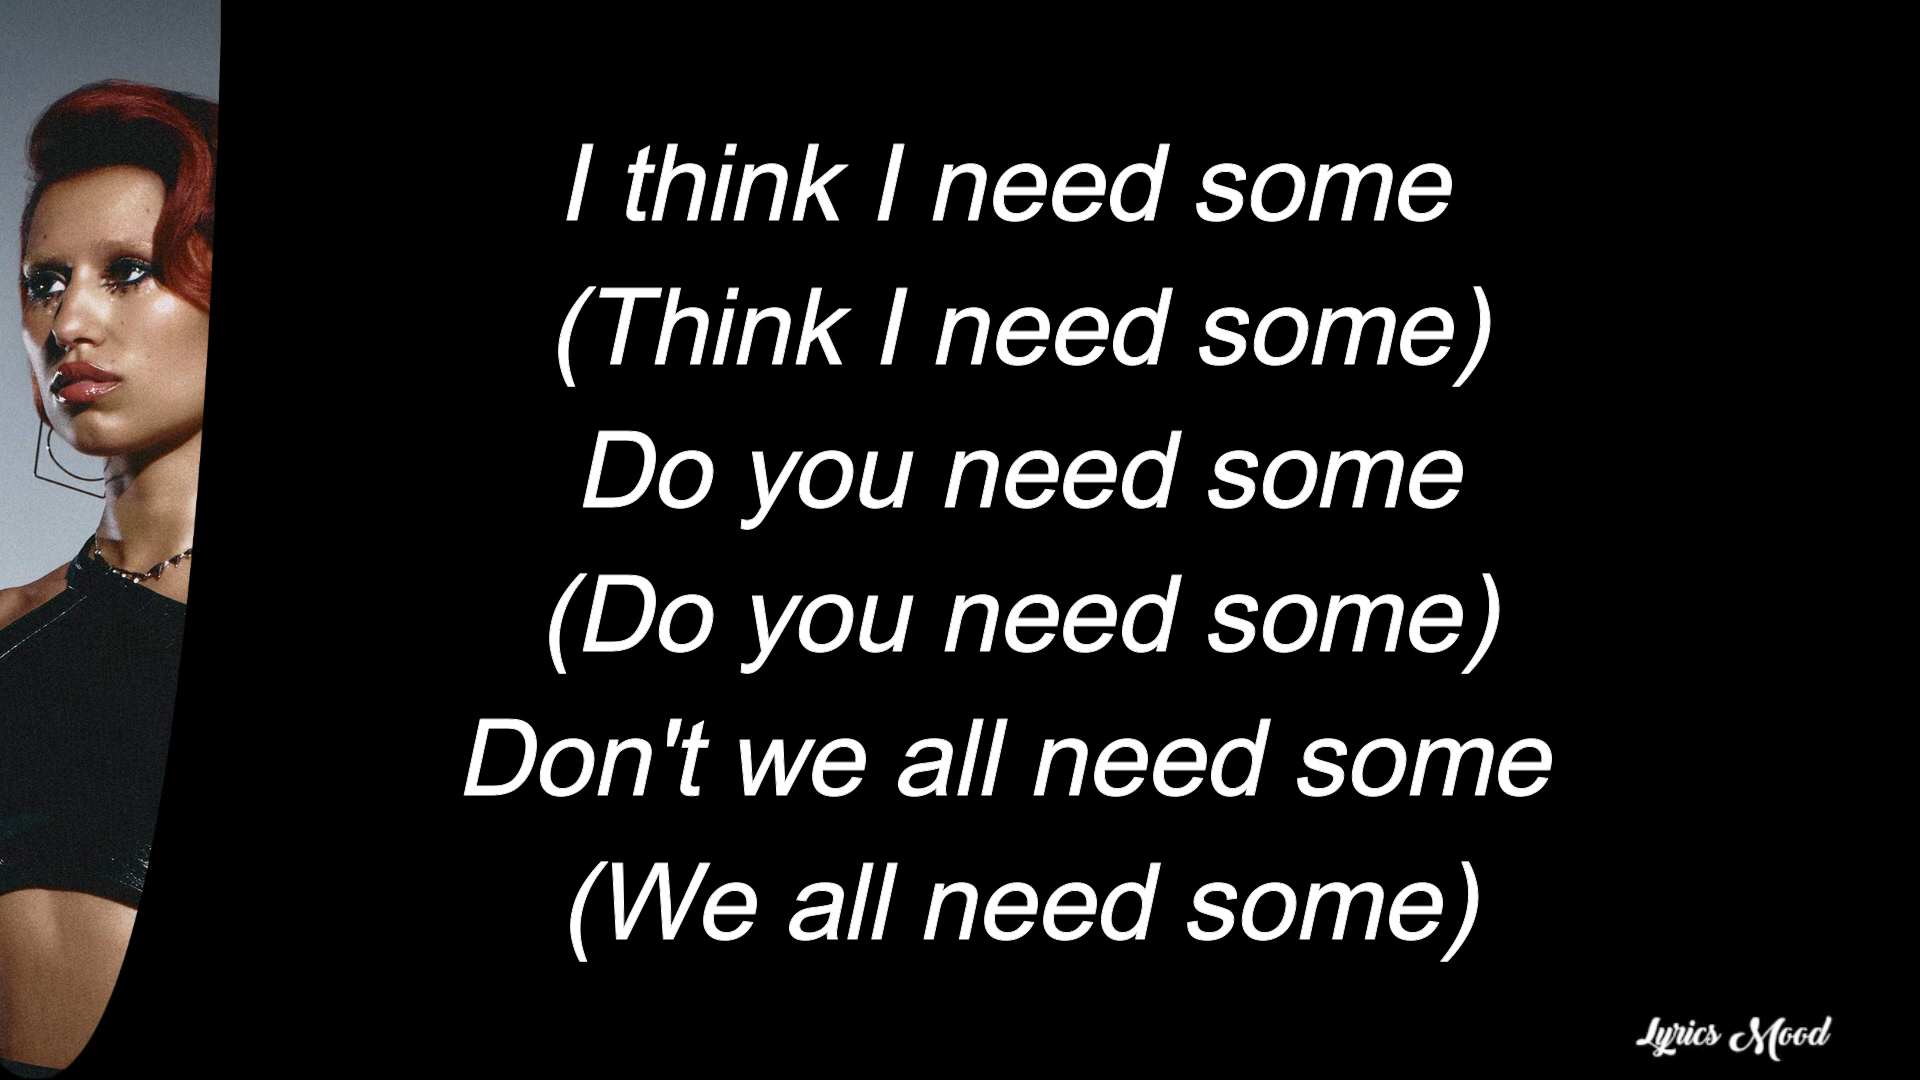 I think I need some
(Think I need some)
Do you need some
(Do you need some)
Don't we all need some
(We all need some)
Lyrics Mood